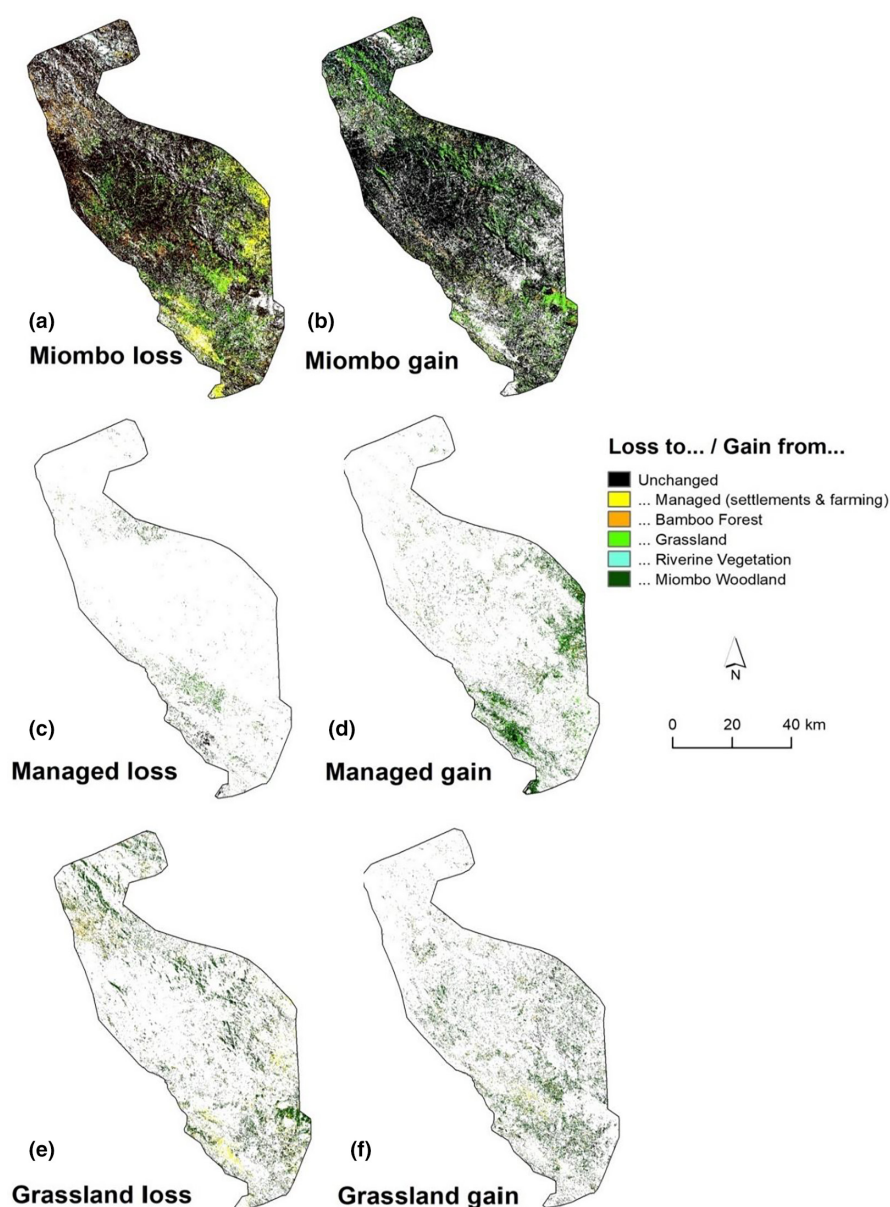 (a)
Miombo loss
(b)
Miombo gain
(c)
Managed loss
(d)
Managed gain
Loss to... / Gain from...
Unchanged
... Managed (settlements & farming)
... Bamboo Forest
... Grassland
... Riverine Vegetation
... Miombo Woodland
N
0 20 40 km
(e)
Grassland loss
(f)
Grassland gain